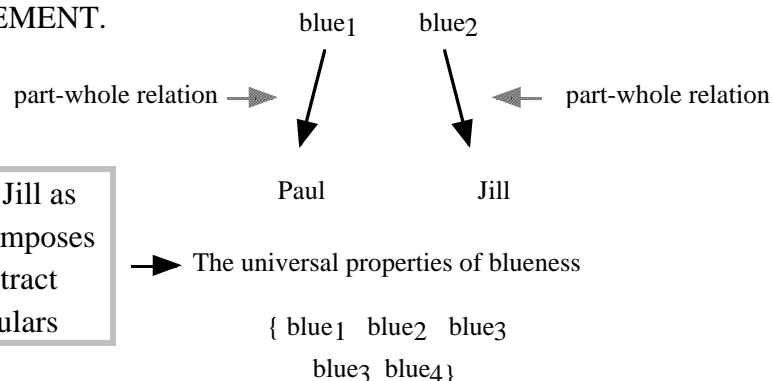 EMENT.
blue1 blue2
part-whole relation part-whole relation
Paul Jill
Jill as
mposes
tract
ulars
The universal properties of blueness
{ blue1 blue2 blue3
blue3 blue4}